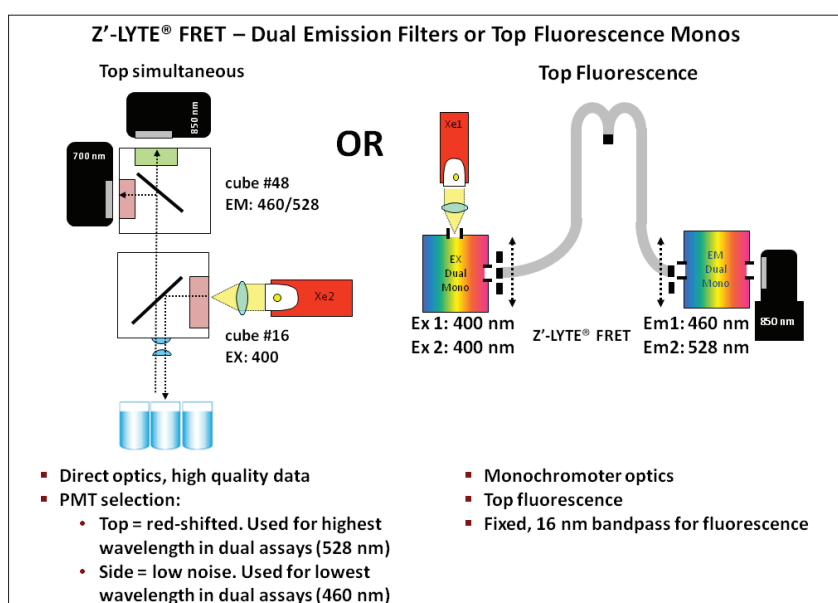 Z'-LYTE® FRET – Dual Emission Filters or Top Fluorescence Monos
Top simultaneous
850 nm
700 nm
cube #48
EM: 460/528
Xe2
cube #16
EX: 400
OR
Top Fluorescence
Xe1
EX
Dual
Mono
EM
Dual
Mono
850 nm
Ex 1: 400 nm
Ex 2: 400 nm
Z'-LYTE® FRET
Em1: 460 nm
Em2: 528 nm
▪ Direct optics, high quality data
▪ PMT selection:
• Top = red-shifted. Used for highest
wavelength in dual assays (528 nm)
• Side = low noise. Used for lowest
wavelength in dual assays (460 nm)
▪ Monochromoter optics
▪ Top fluorescence
▪ Fixed, 16 nm bandpass for fluorescence